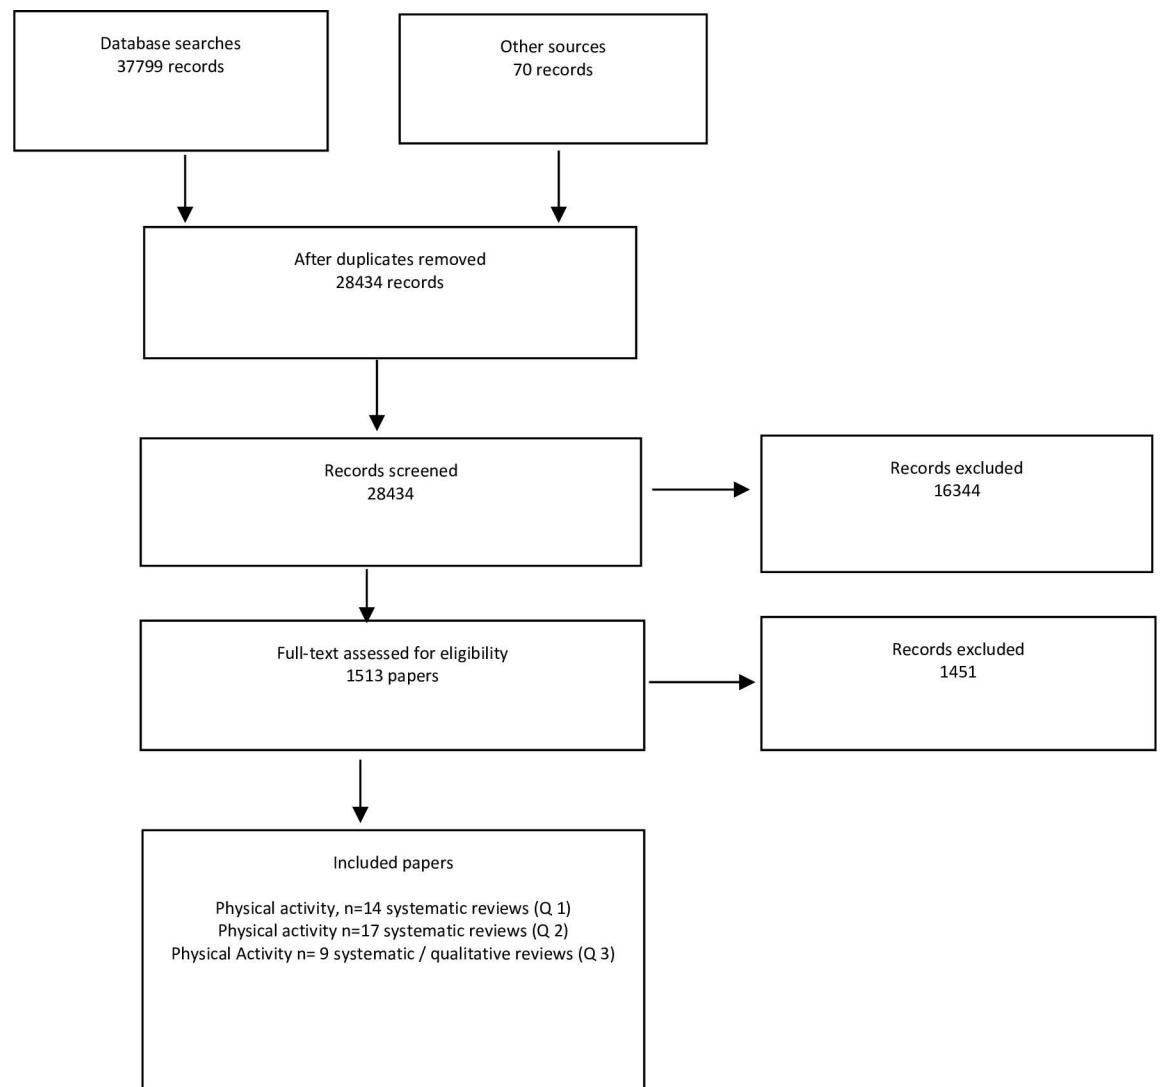 Database searches
37799 records
Other sources
70 records
After duplicates removed
28434 records
Records screened
28434
Records excluded
16344
Full-text assessed for eligibility
1513 papers
Records excluded
1451
Included papers
Physical activity, n=14 systematic reviews (Q 1)
Physical activity n=17 systematic reviews (Q 2)
Physical Activity n= 9 systematic / qualitative reviews (Q 3)